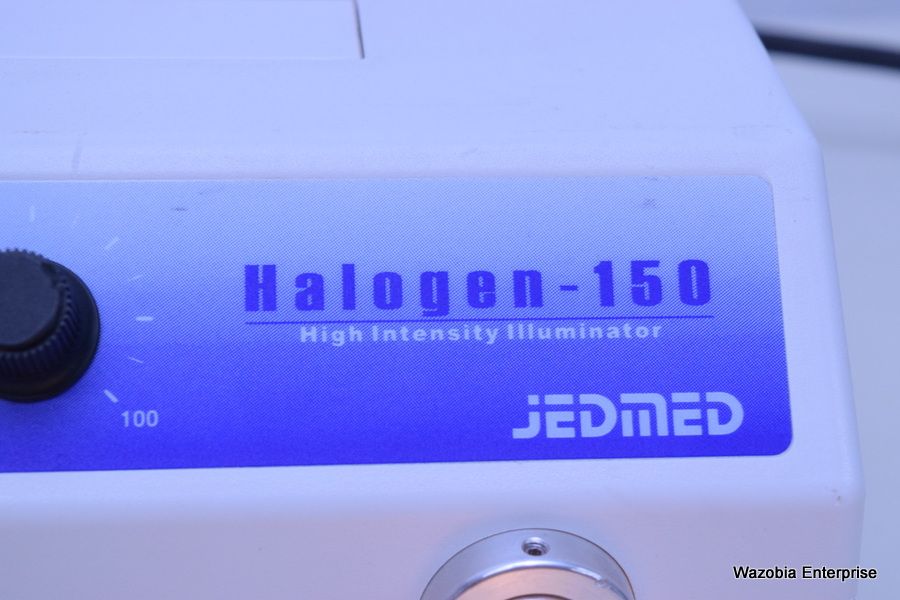 Halogen-150
High Intensity Illuminator
100
JEDMED
Wazobia Enterprise